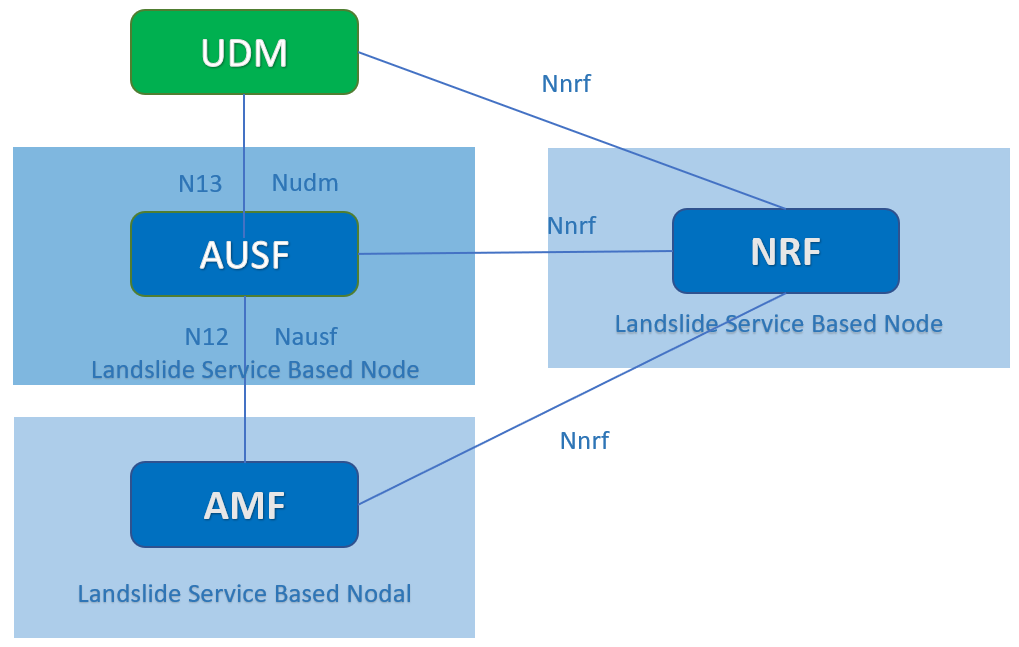 UDM
Nnrf
N13
Nudm
AUSF
Nnrf
NRF
N12
Nausf
Landslide Service Based Node
Landslide Service Based Node
Nnrf
AMF
Landslide Service Based Nodal